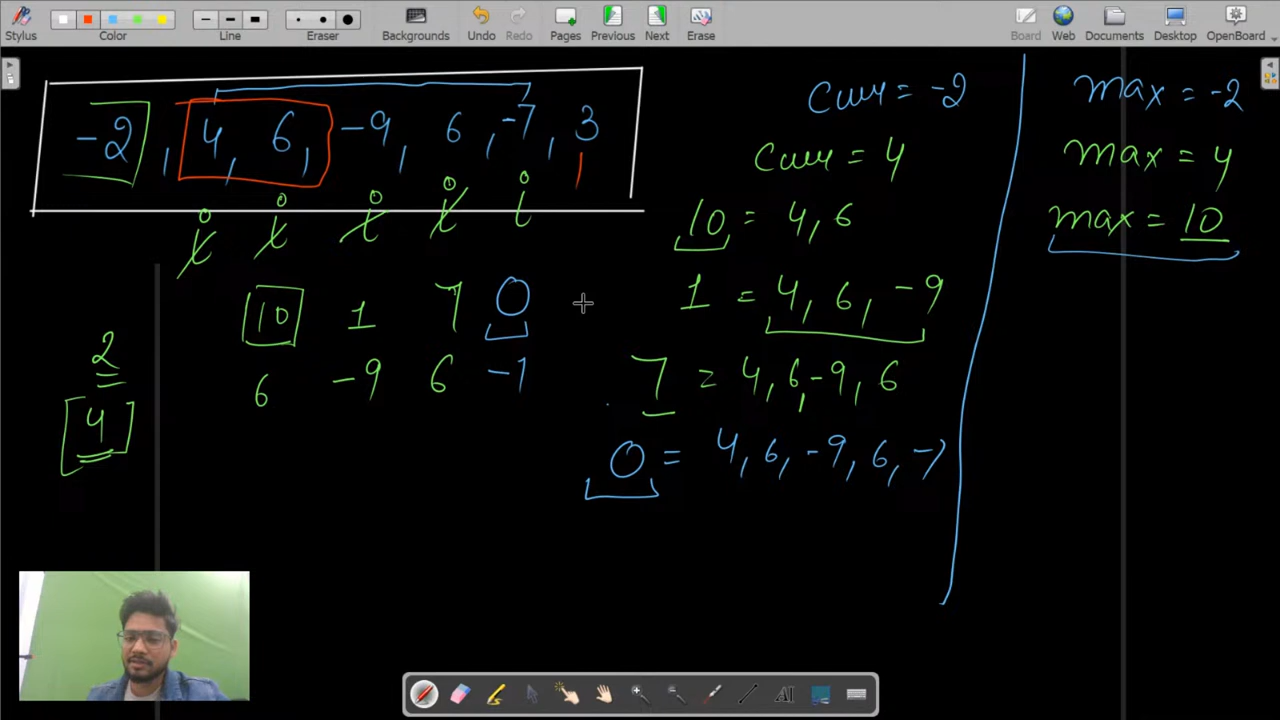 Stylus
Color
Line
Eraser
Backgrounds
Undo
Redo
Pages
Previous
Next
Erase
Board
Web
Documents
Desktop
OpenBoard
-2, 4, 6, -9, 6, -7, 3
i i i i i
10 1 7 0
6 -9 6 -7
2
4
Cum = -2
Cum = 4
10 = 4, 6
1 = 4, 6, -9
7 = 4, 6, -9, 6
0 = 4, 6, -9, 6, -7
max = -2
max = 4
max = 10
AI